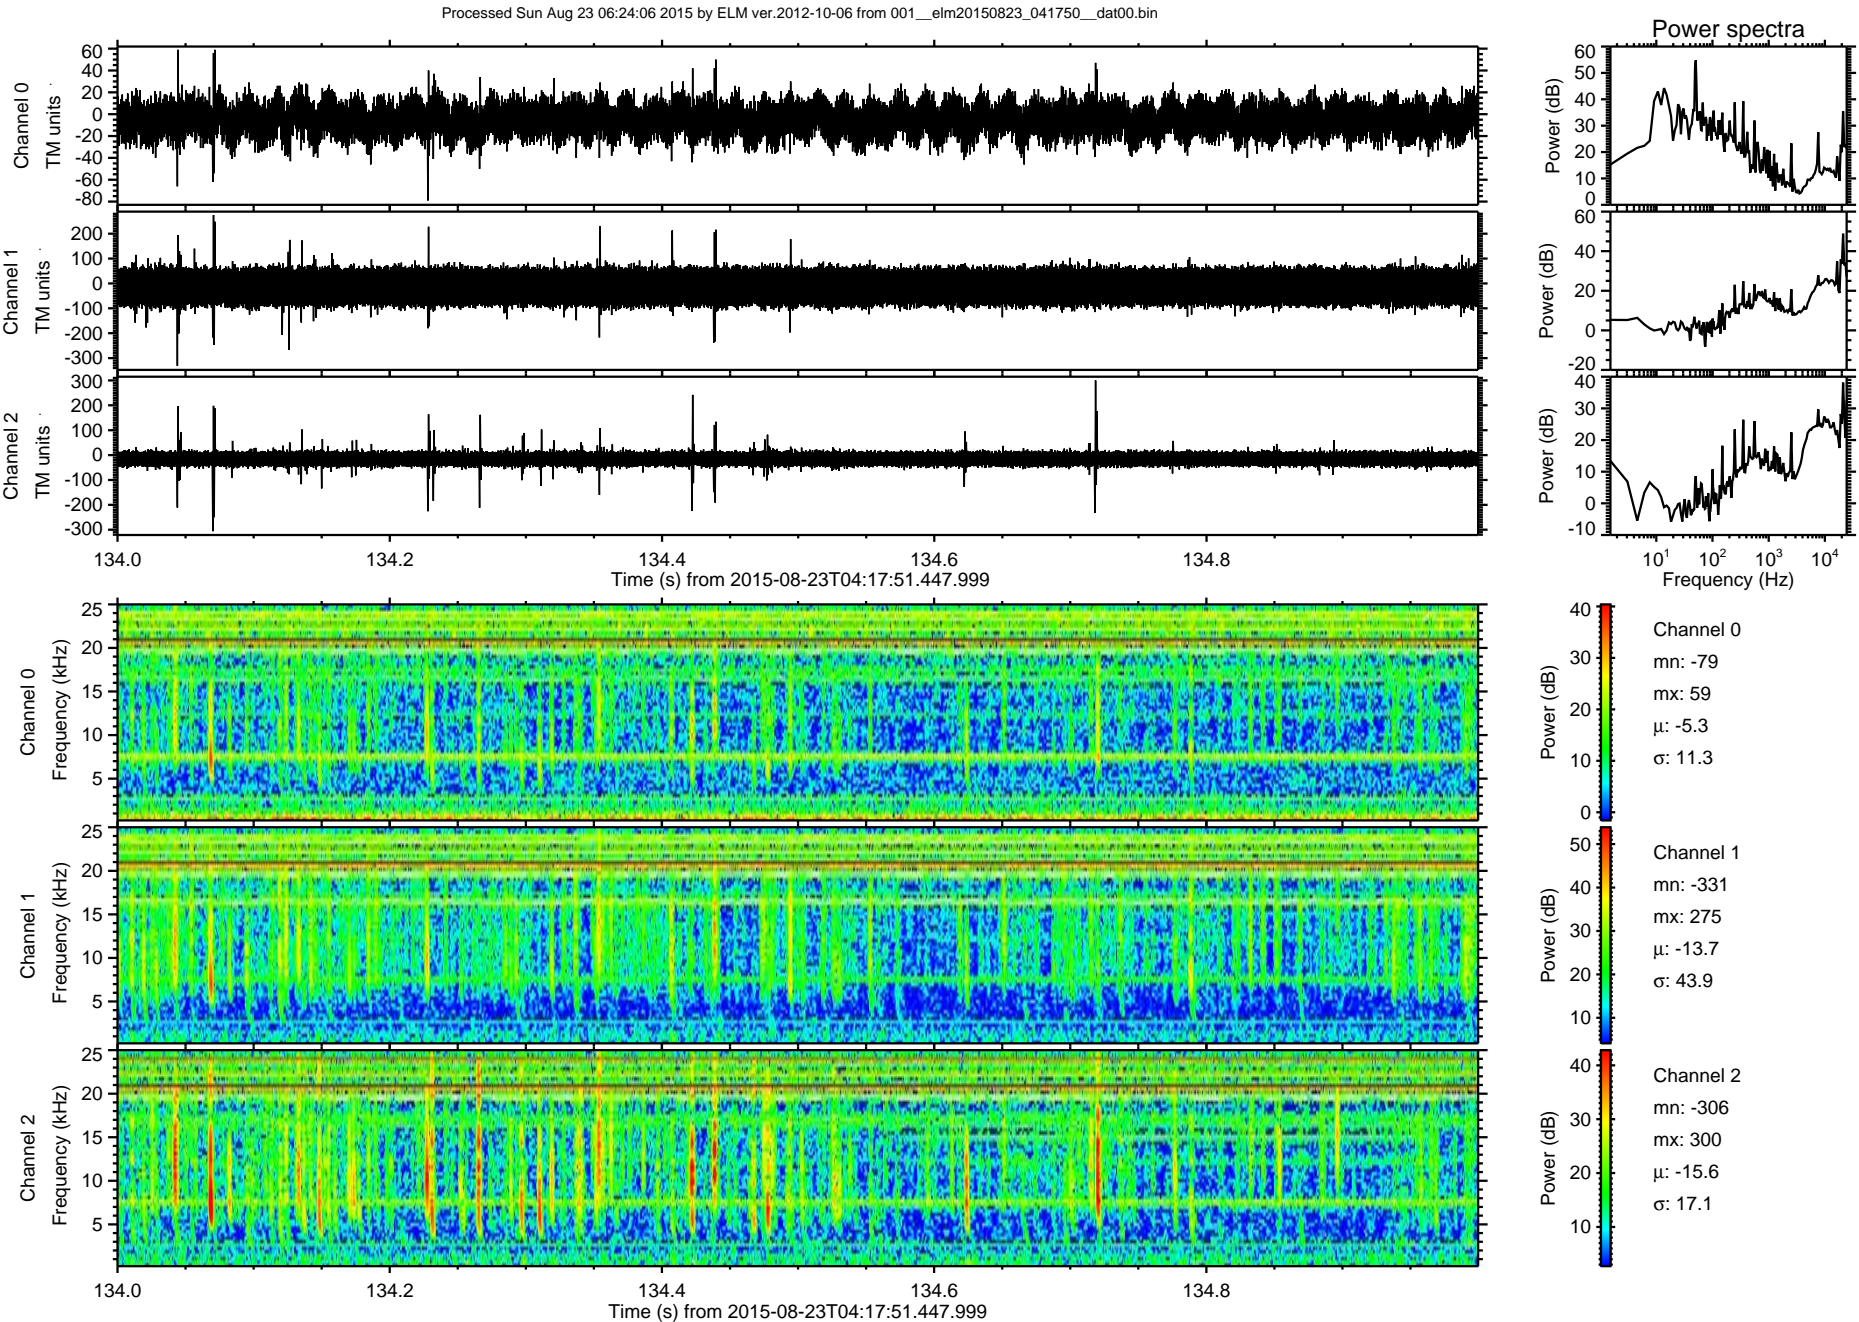 Processed Sun Aug 23 06:24:06 2015 by ELM ver.2012-10-06 from 001__elm20150823_041750__dat00.bin
Power spectra
Channel 0
TM units
60
40
20
0
-20
-40
-60
-80
Power (dB)
60
50
40
30
20
10
0
Channel 1
TM units
200
100
0
-100
-200
-300
Power (dB)
60
40
20
0
-20
Channel 2
TM units
300
200
100
0
-100
-200
-300
Power (dB)
40
30
20
10
0
-10
134.0 134.2 134.4 134.6 134.8
Time (s) from 2015-08-23T04:17:51.447.999
10¹ 10² 10³ 10⁴
Frequency (Hz)
Channel 0
Frequency (kHz)
25
20
15
10
5
Power (dB)
40
30
20
10
0
Channel 0
mn: -79
mx: 59
μ: -5.3
σ: 11.3
Channel 1
Frequency (kHz)
25
20
15
10
5
Power (dB)
50
40
30
20
10
Channel 1
mn: -331
mx: 275
μ: -13.7
σ: 43.9
Channel 2
Frequency (kHz)
25
20
15
10
5
Power (dB)
40
30
20
10
Channel 2
mn: -306
mx: 300
μ: -15.6
σ: 17.1
134.0 134.2 134.4 134.6 134.8
Time (s) from 2015-08-23T04:17:51.447.999